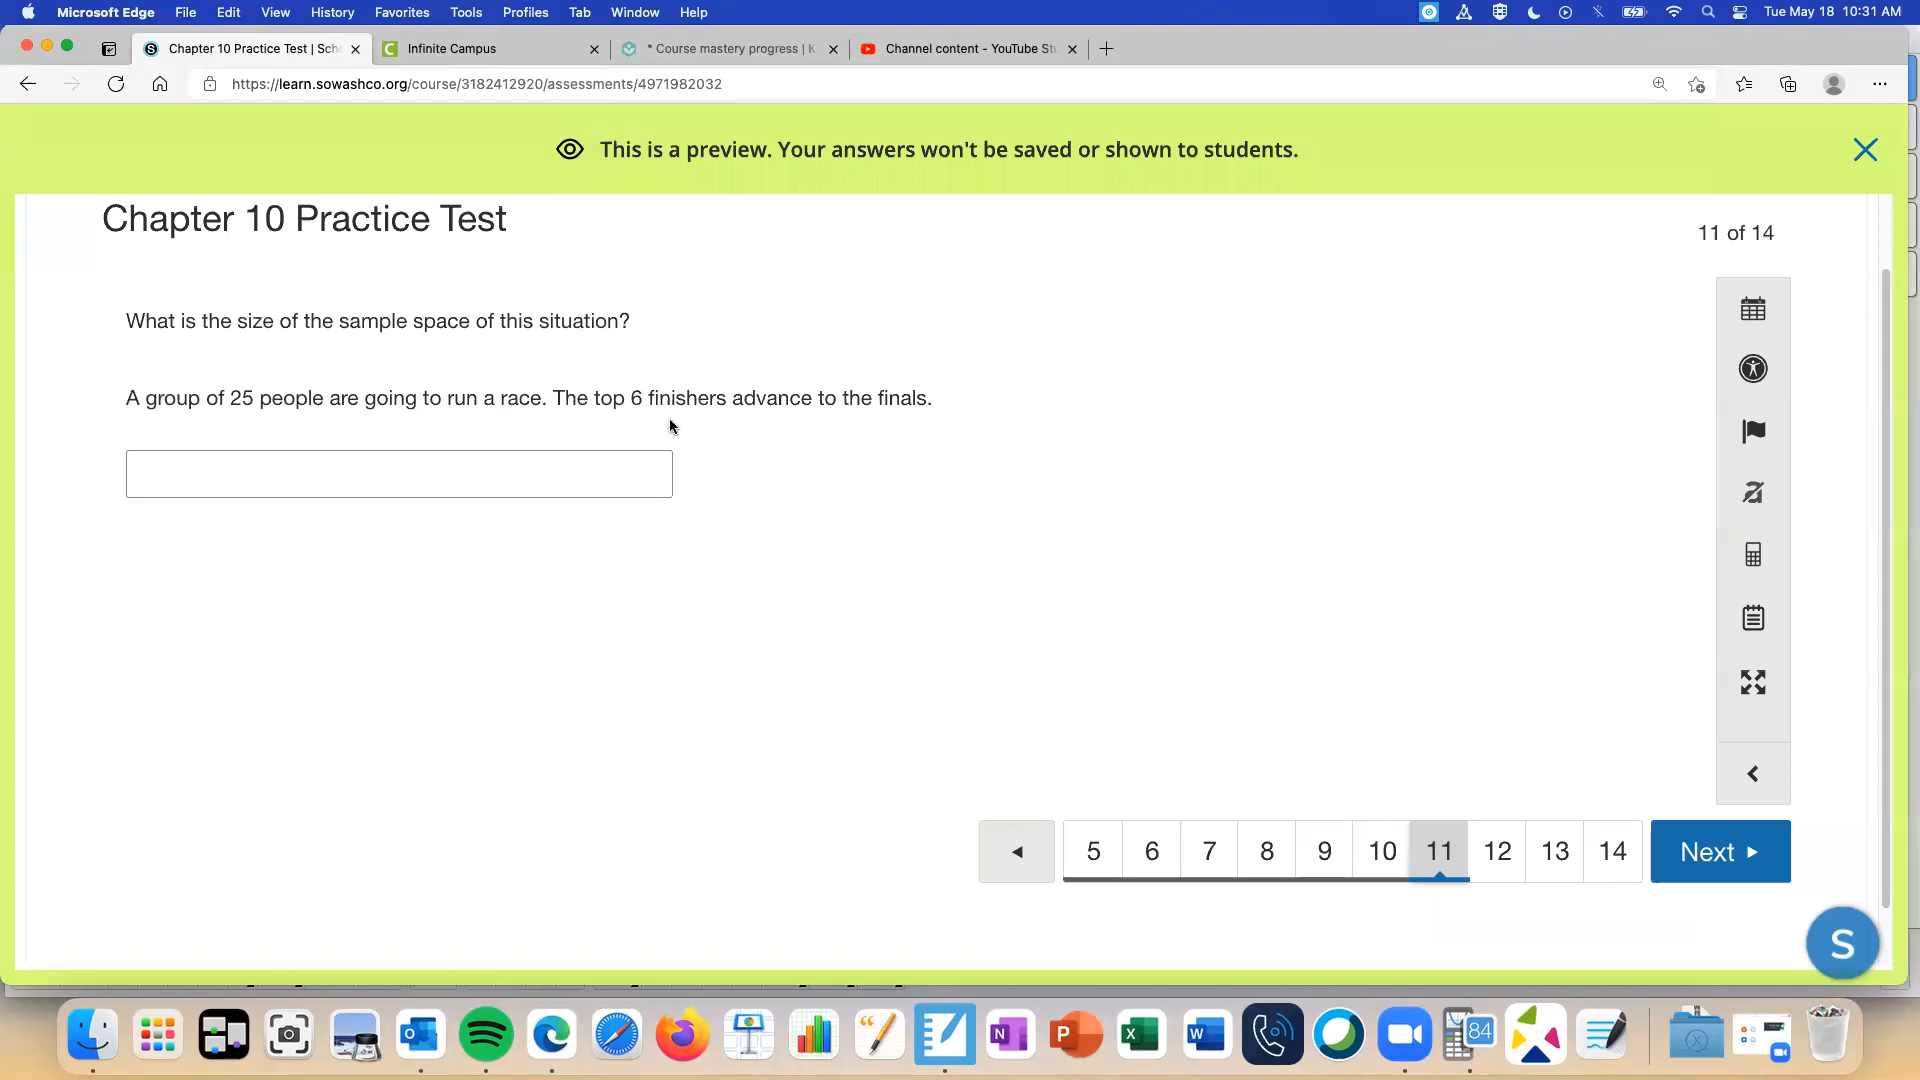 Microsoft Edge File Edit View History Favorites Tools Profiles Tab Window Help Tue May 18 10:31 AM
Chapter 10 Practice Test | Sch
Infinite Campus
* Course mastery progress | K
Channel content - YouTube St
https://learn.sowashco.org/course/3182412920/assessments/4971982032
This is a preview. Your answers won't be saved or shown to students.
Chapter 10 Practice Test
11 of 14
What is the size of the sample space of this situation?
A group of 25 people are going to run a race. The top 6 finishers advance to the finals.
5 6 7 8 9 10 11 12 13 14 Next
S
84